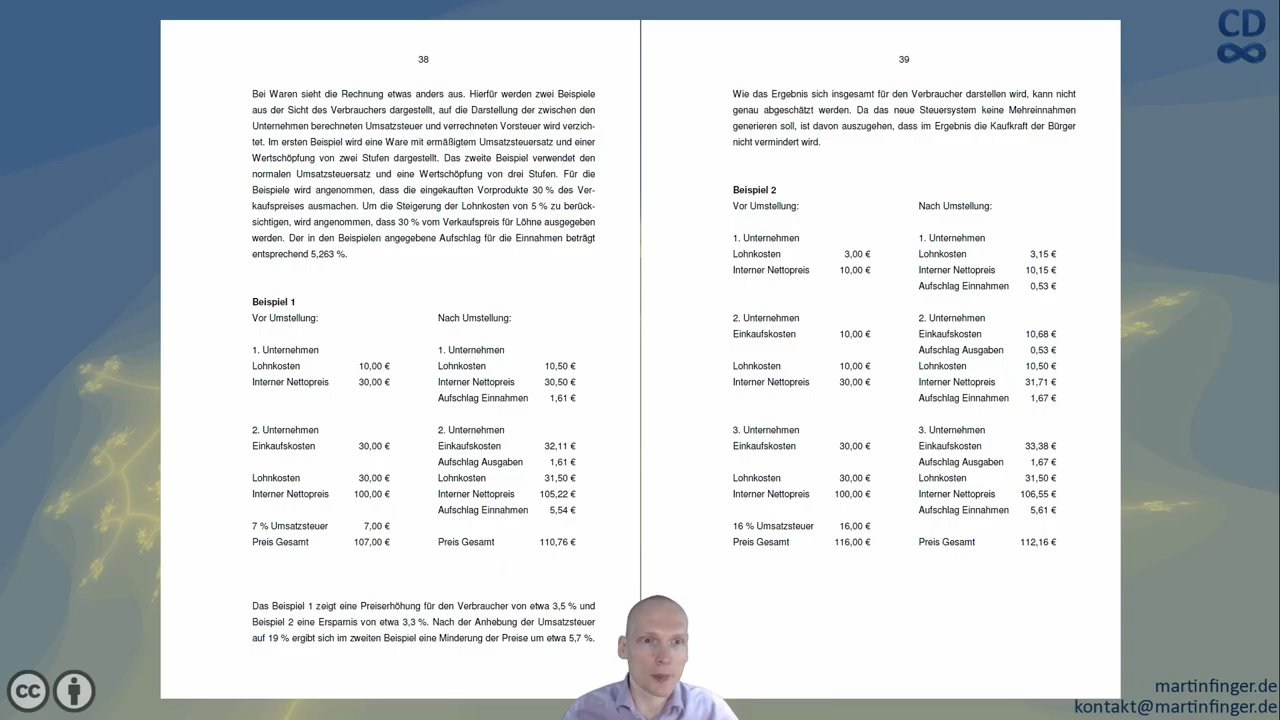 38
Bei Waren sieht die Rechnung etwas anders aus. Hierfür werden zwei Beispiele
aus der Sicht des Verbrauchers dargestellt, auf die Darstellung der zwischen den
Unternehmen berechneten Umsatzsteuer und verrechneten Vorsteuer wird verzich-
tet. Im ersten Beispiel wird eine Ware mit ermäßigtem Umsatzsteuersatz und einer
Wertschöpfung von zwei Stufen dargestellt. Das zweite Beispiel verwendet den
normalen Umsatzsteuersatz und eine Wertschöpfung von drei Stufen. Für die
Beispiele wird angenommen, dass die eingekauften Vorprodukte 30 % des Ver-
kaufspreises ausmachen. Um die Steigerung der Lohnkosten von 5 % zu berück-
sichtigen, wird angenommen, dass 30 % vom Verkaufspreis für Löhne ausgegeben
werden. Der in den Beispielen angegebene Aufschlag für die Einnahmen beträgt
entsprechend 5,263 %.
Beispiel 1
Vor Umstellung: Nach Umstellung:
1. Unternehmen 1. Unternehmen
Lohnkosten 10,00 € Lohnkosten 10,50 €
Interner Nettopreis 30,00 € Interner Nettopreis 30,50 €
Aufschlag Einnahmen 1,61 €
2. Unternehmen 2. Unternehmen
Einkaufskosten 30,00 € Einkaufskosten 32,11 €
Aufschlag Ausgaben 1,61 €
Lohnkosten 30,00 € Lohnkosten 31,50 €
Interner Nettopreis 100,00 € Interner Nettopreis 105,22 €
Aufschlag Einnahmen 5,54 €
7 % Umsatzsteuer 7,00 €
Preis Gesamt 107,00 € Preis Gesamt 110,76 €
Das Beispiel 1 zeigt eine Preiserhöhung für den Verbraucher von etwa 3,5 % und
Beispiel 2 eine Ersparnis von etwa 3,3 %. Nach der Anhebung der Umsatzsteuer
auf 19 % ergibt sich im zweiten Beispiel eine Minderung der Preise um etwa 5,7 %.
39
Wie das Ergebnis sich insgesamt für den Verbraucher darstellen wird, kann nicht
genau abgeschätzt werden. Da das neue Steuersystem keine Mehreinnahmen
generieren soll, ist davon auszugehen, dass im Ergebnis die Kaufkraft der Bürger
nicht vermindert wird.
Beispiel 2
Vor Umstellung: Nach Umstellung:
1. Unternehmen 1. Unternehmen
Lohnkosten 3,00 € Lohnkosten 3,15 €
Interner Nettopreis 10,00 € Interner Nettopreis 10,15 €
Aufschlag Einnahmen 0,53 €
2. Unternehmen 2. Unternehmen
Einkaufskosten 10,00 € Einkaufskosten 10,68 €
Aufschlag Ausgaben 0,53 €
Lohnkosten 10,00 € Lohnkosten 10,50 €
Interner Nettopreis 30,00 € Interner Nettopreis 31,71 €
Aufschlag Einnahmen 1,67 €
3. Unternehmen 3. Unternehmen
Einkaufskosten 30,00 € Einkaufskosten 33,38 €
Aufschlag Ausgaben 1,67 €
Lohnkosten 30,00 € Lohnkosten 31,50 €
Interner Nettopreis 100,00 € Interner Nettopreis 106,55 €
Aufschlag Einnahmen 5,61 €
16 % Umsatzsteuer 16,00 €
Preis Gesamt 116,00 € Preis Gesamt 112,16 €
CD
∞
cc
martinfinger.de
kontakt@martinfinger.de